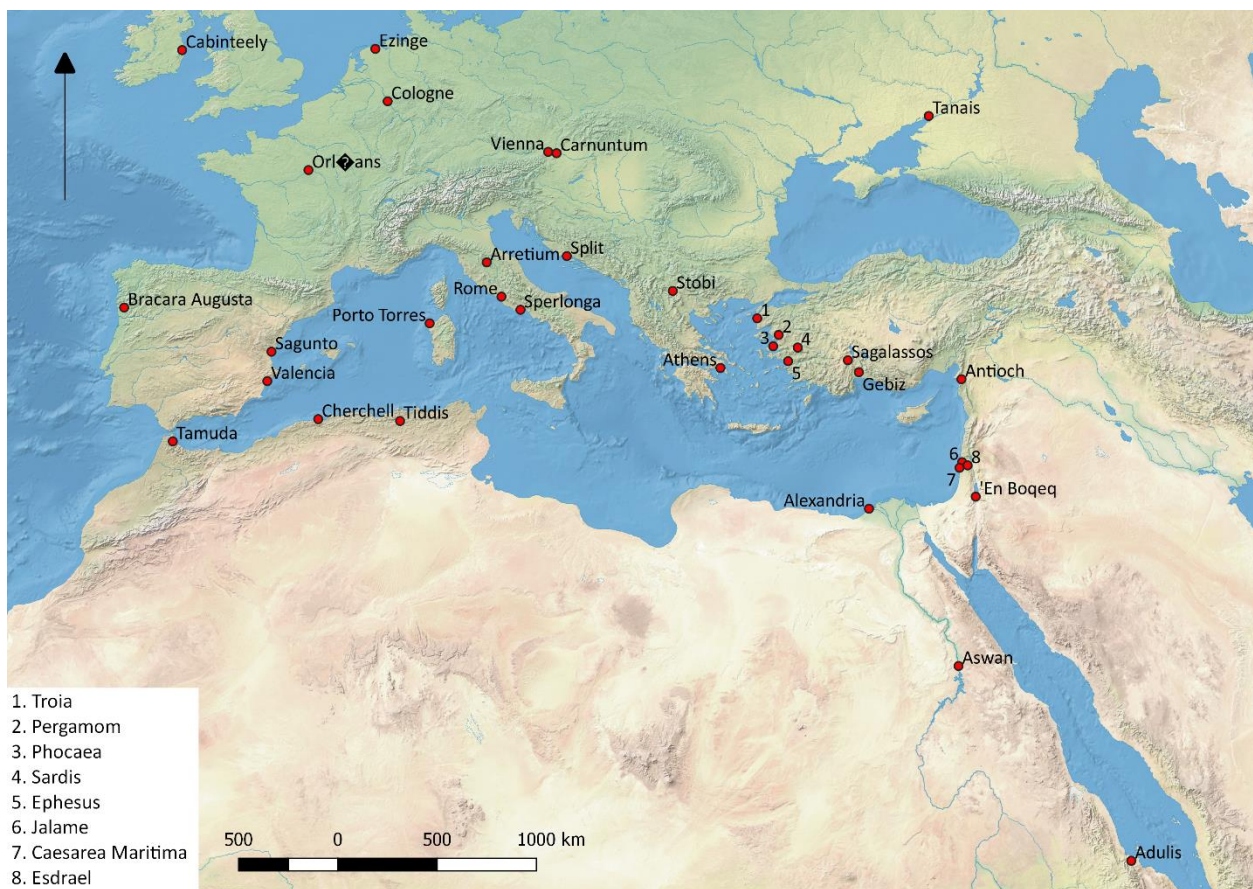 Cabinteely
Ezinge
Cologne
Tanais
Vienna
Carnuntum
Orl�ans
Arretium
Split
Rome
Stobi
Bracara Augusta
Sperlonga
Porto Torres
1
2
Sagunto
3
4
Sagalassos
Athens
5
Valencia
Gebiz
Antioch
Cherchell
Tiddis
Tamuda
6
8
7
'En Boqeq
Alexandria
Aswan
1. Troia
2. Pergamom
3. Phocaea
4. Sardis
5. Ephesus
6. Jalame
7. Caesarea Maritima
8. Esdrael
500 0 500 1000 km
Adulis